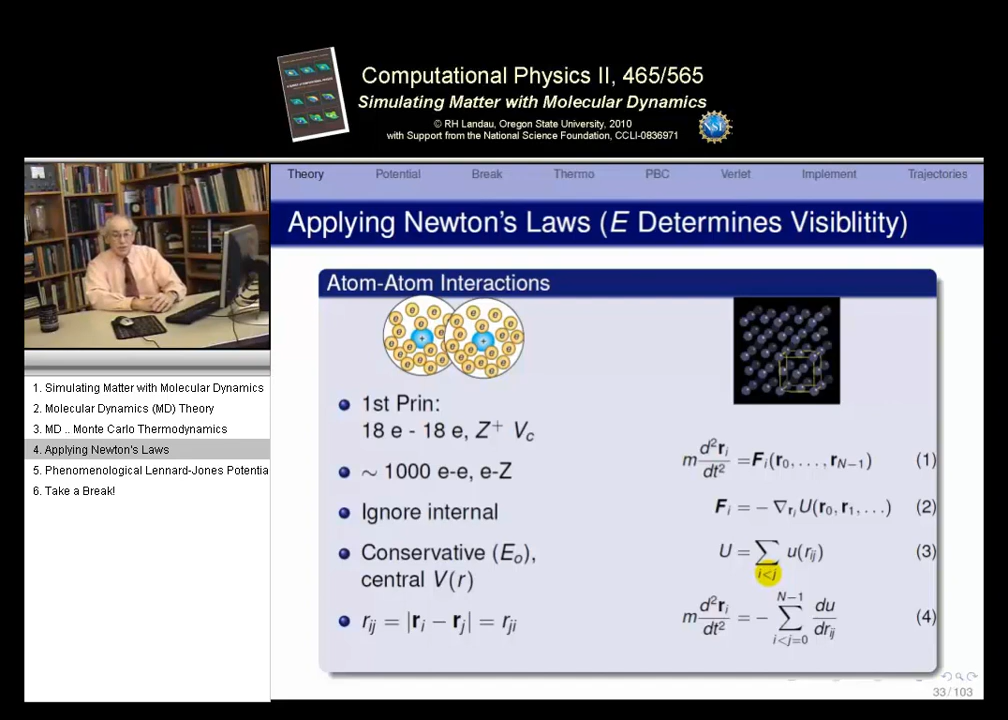 Computational Physics II, 465/565
Simulating Matter with Molecular Dynamics
© RH Landau, Oregon State University, 2010
with Support from the National Science Foundation, CCLI-0836971
NSF
Theory Potential Break Thermo PBC Verlet Implement Trajectories
Applying Newton's Laws (E Determines Visiblitity)
Atom-Atom Interactions
1st Prin:
18 e - 18 e, Z⁺ V_c
∼ 1000 e-e, e-Z
Ignore internal
Conservative (E_o),
central V(r)
r_ij = |r_i − r_j| = r_ji
m d²r_i/dt² = F_i(r_0, . . . , r_{N−1}) (1)
F_i = − ∇_{r_i} U(r_0, r_1, . . .) (2)
U = ∑_{i<j} u(r_ij) (3)
m d²r_i/dt² = − ∑_{i<j=0}^{N−1} du/dr_ij (4)
1. Simulating Matter with Molecular Dynamics
2. Molecular Dynamics (MD) Theory
3. MD .. Monte Carlo Thermodynamics
4. Applying Newton's Laws
5. Phenomenological Lennard-Jones Potentia
6. Take a Break!
33 / 103